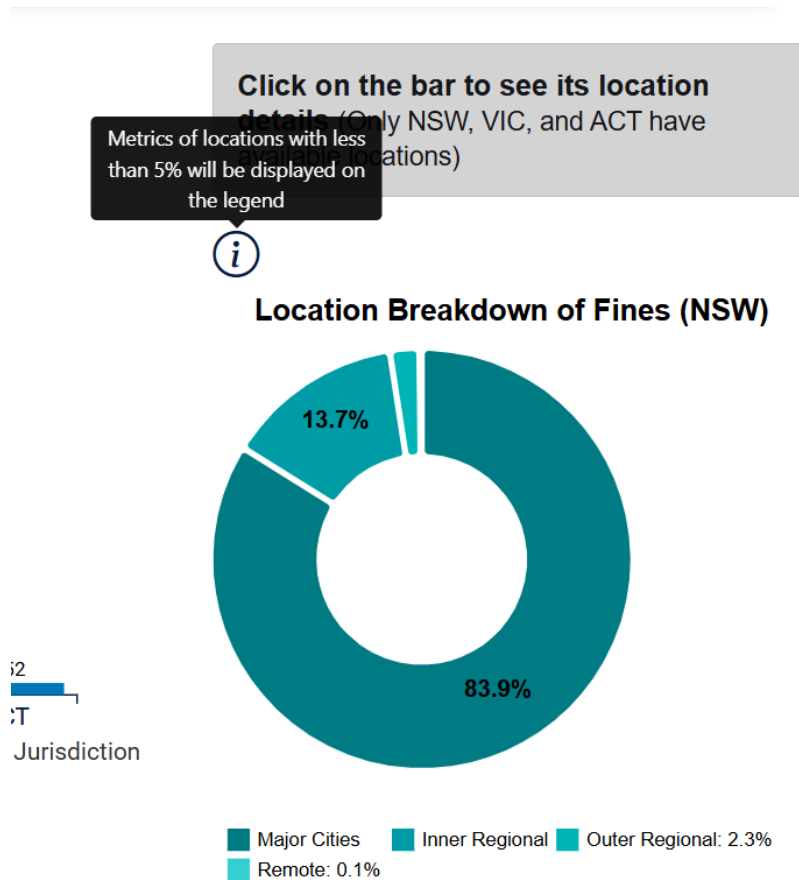 Click on the bar to see its location
details (Only NSW, VIC, and ACT have
available locations)
Metrics of locations with less
than 5% will be displayed on
the legend
i
Location Breakdown of Fines (NSW)
13.7%
83.9%
52
CT
Jurisdiction
Major Cities
Inner Regional
Outer Regional: 2.3%
Remote: 0.1%